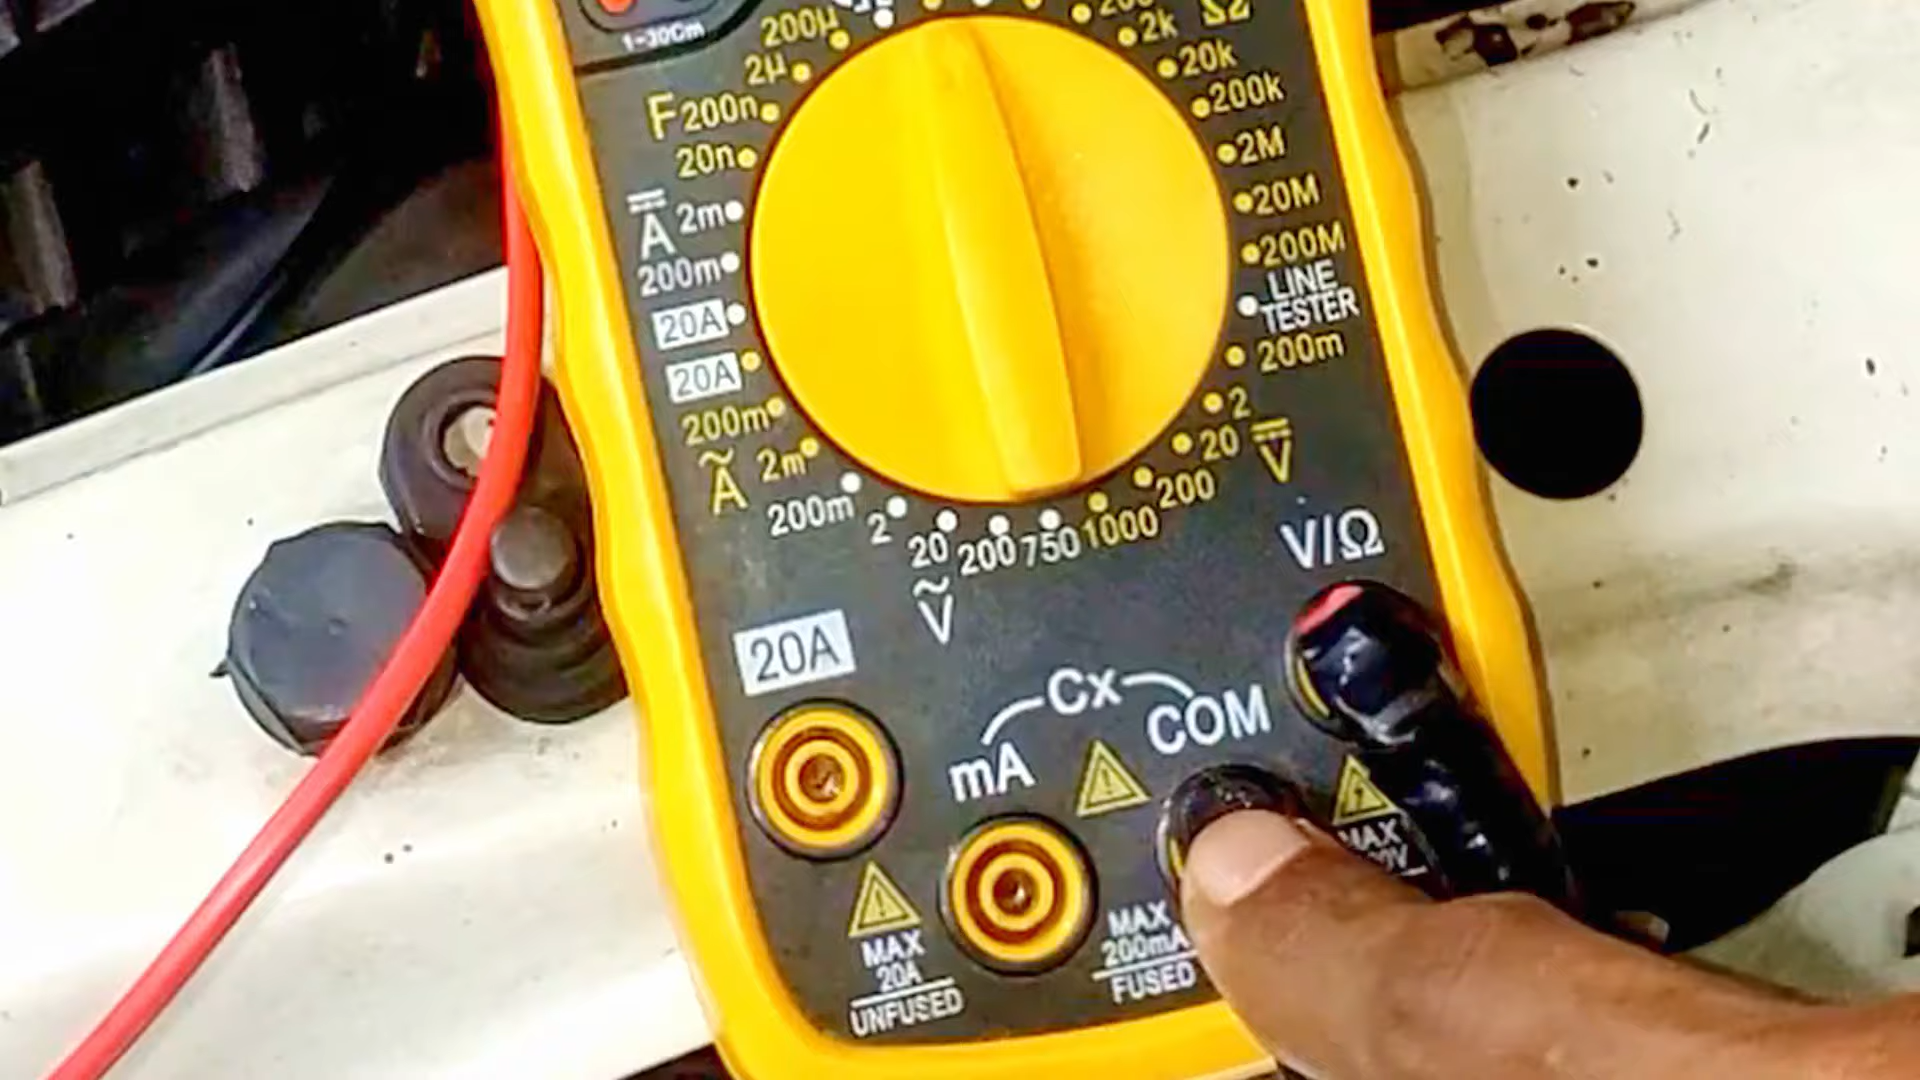 1~30Cm
200µ
2µ
F 200n
20n
A 2m
200m
20A
20A
200m
A 2m
200m
2
20
200
750
1000
200
20
2
V
200m
LINE
TESTER
200M
20M
2M
200k
20k
2k
Ω
V
V/Ω
20A
Cx
mA
COM
MAX
20A
UNFUSED
MAX
200mA
FUSED
MAX